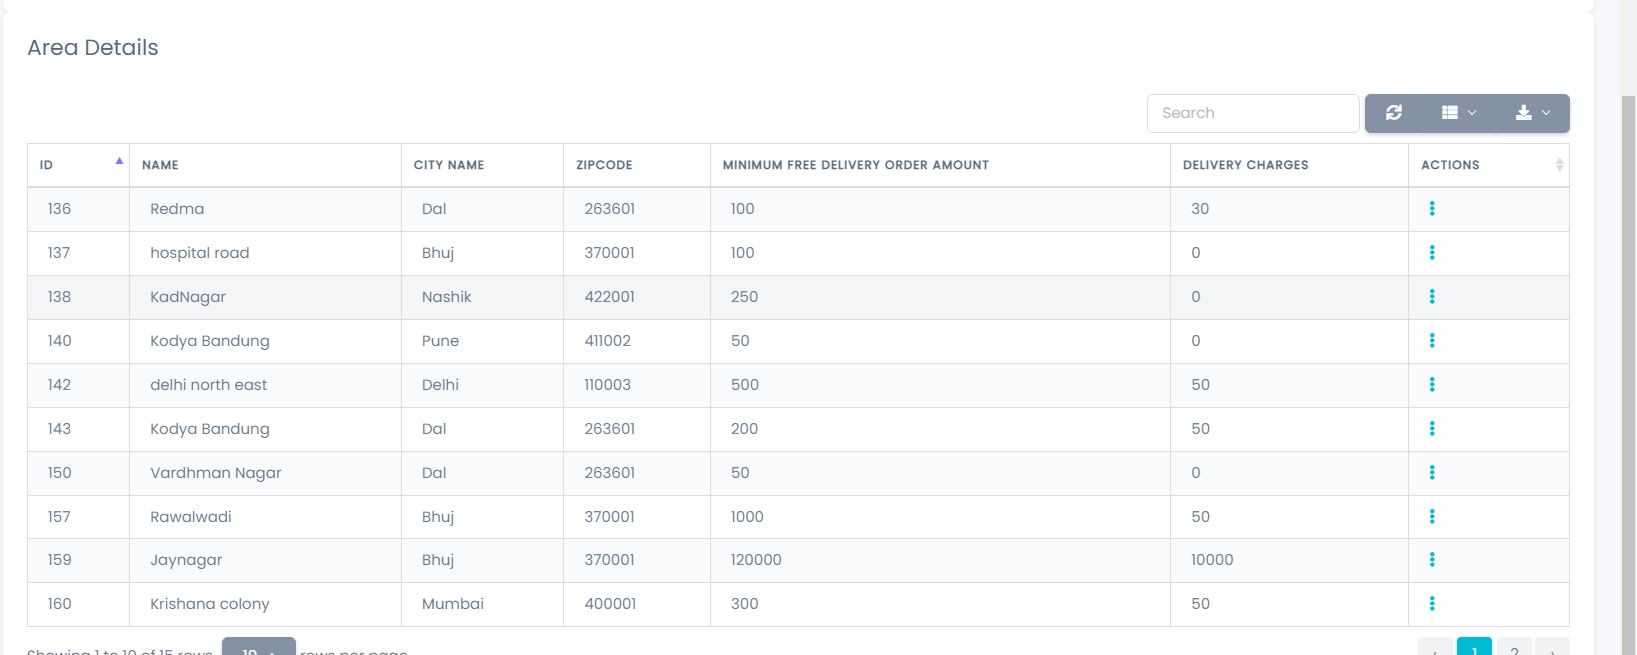 Area Details
Search
ID NAME CITY NAME ZIPCODE MINIMUM FREE DELIVERY ORDER AMOUNT DELIVERY CHARGES ACTIONS
136 Redma Dal 263601 100 30
137 hospital road Bhuj 370001 100 0
138 KadNagar Nashik 422001 250 0
140 Kodya Bandung Pune 411002 50 0
142 delhi north east Delhi 110003 500 50
143 Kodya Bandung Dal 263601 200 50
150 Vardhman Nagar Dal 263601 50 0
157 Rawalwadi Bhuj 370001 1000 50
159 Jaynagar Bhuj 370001 120000 10000
160 Krishana colony Mumbai 400001 300 50
Showing 1 to 10 of 15 rows 10 rows per page ‹ 1 2 ›